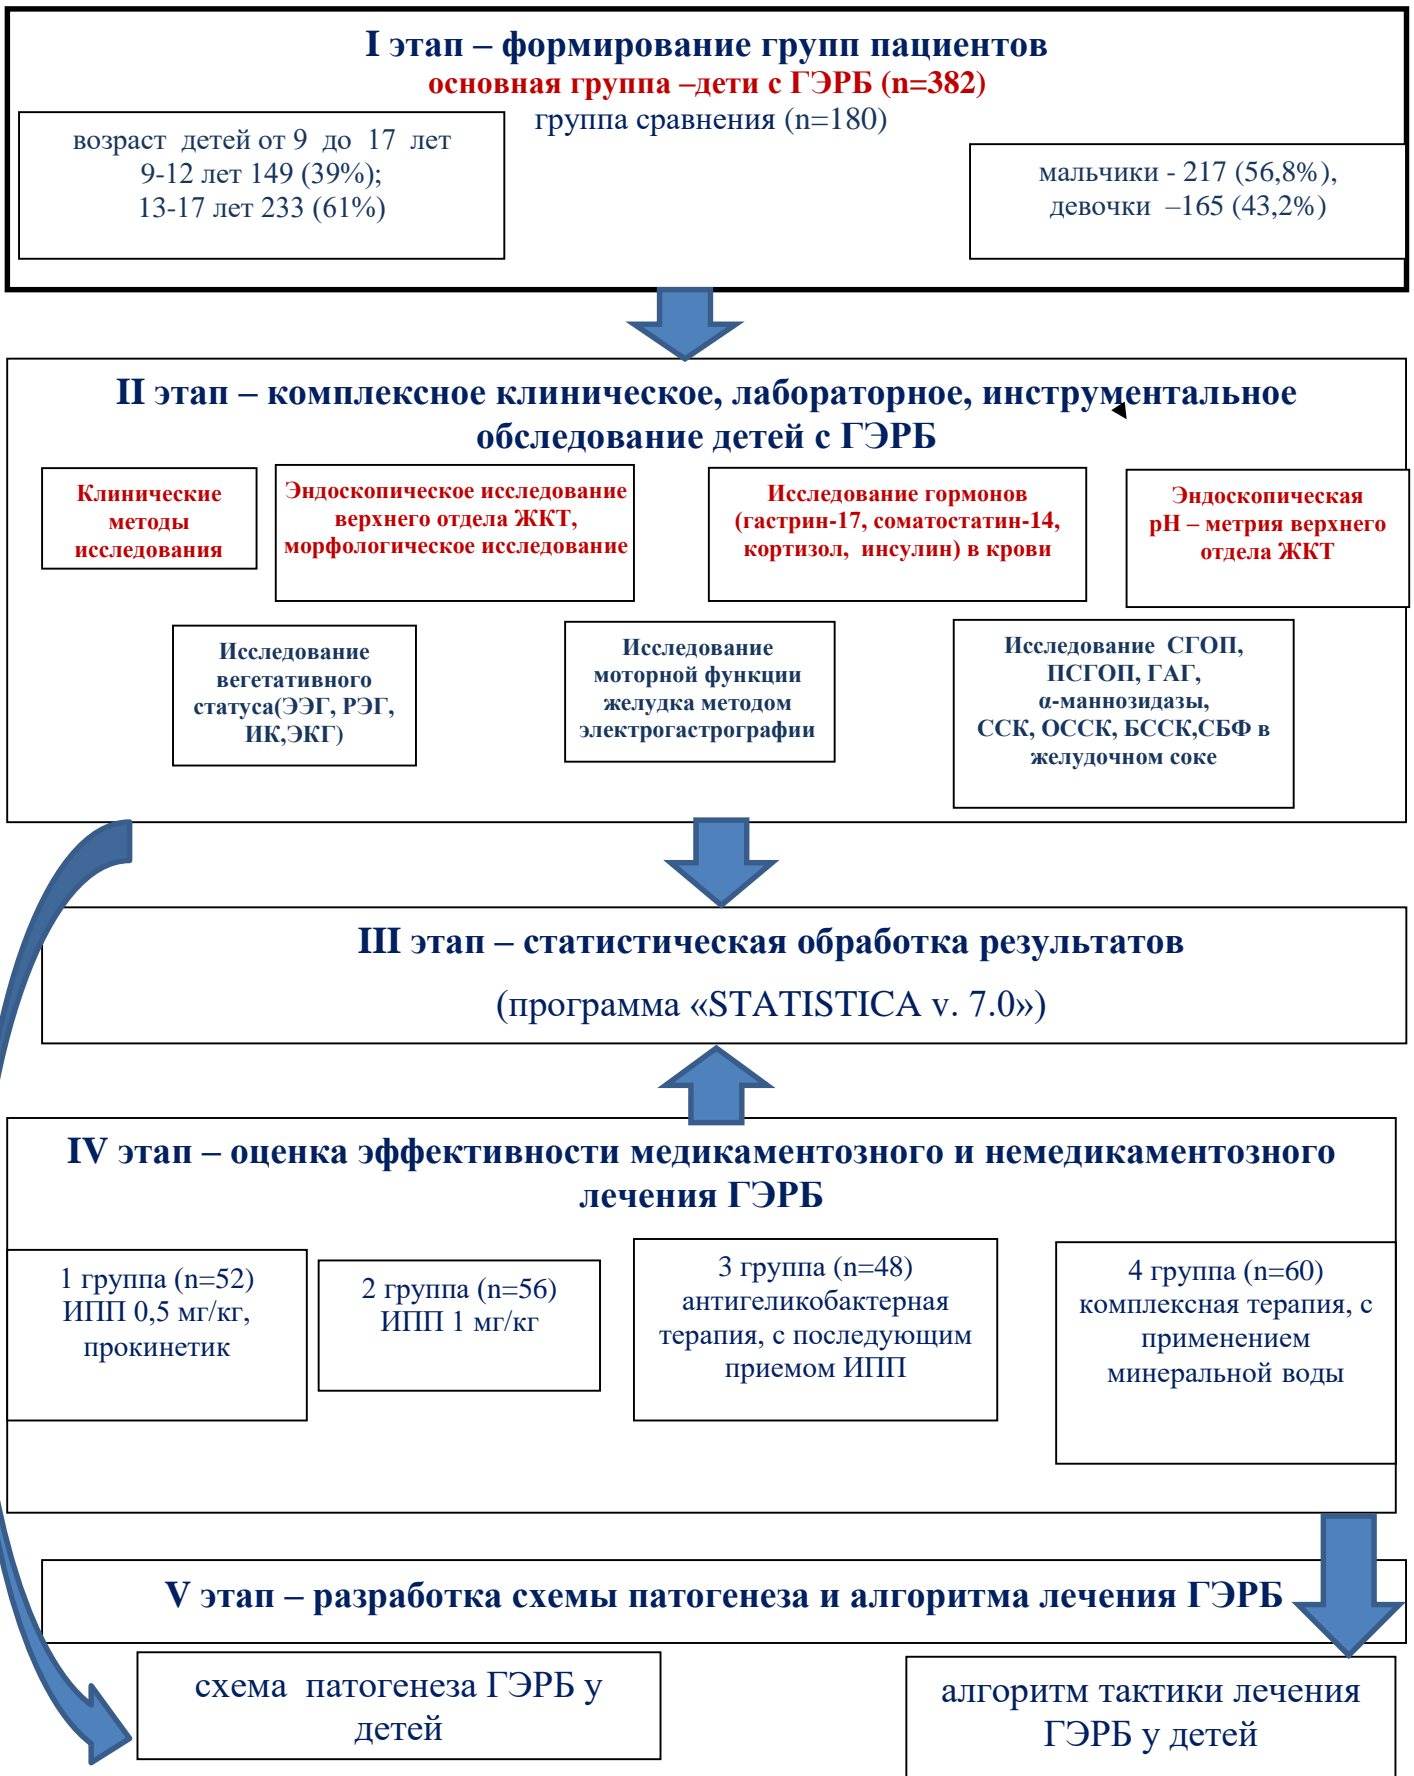 I этап – формирование групп пациентов
основная группа –дети с ГЭРБ (n=382)
группа сравнения (n=180)
возраст детей от 9 до 17 лет
9-12 лет 149 (39%);
13-17 лет 233 (61%)
мальчики - 217 (56,8%),
девочки –165 (43,2%)
II этап – комплексное клиническое, лабораторное, инструментальное
обследование детей с ГЭРБ
Клинические
методы
исследования
Эндоскопическое исследование
верхнего отдела ЖКТ,
морфологическое исследование
Исследование гормонов
(гастрин-17, соматостатин-14,
кортизол, инсулин) в крови
Эндоскопическая
рН – метрия верхнего
отдела ЖКТ
Исследование
вегетативного
статуса(ЭЭГ, РЭГ,
ИК,ЭКГ)
Исследование
моторной функции
желудка методом
электрогастрографии
Исследование СГОП,
ПСГОП, ГАГ,
α-маннозидазы,
ССК, ОССК, БССК,СБФ в
желудочном соке
III этап – статистическая обработка результатов
(программа «STATISTICA v. 7.0»)
IV этап – оценка эффективности медикаментозного и немедикаментозного
лечения ГЭРБ
1 группа (n=52)
ИПП 0,5 мг/кг,
прокинетик
2 группа (n=56)
ИПП 1 мг/кг
3 группа (n=48)
антигеликобактерная
терапия, с последующим
приемом ИПП
4 группа (n=60)
комплексная терапия, с
применением
минеральной воды
V этап – разработка схемы патогенеза и алгоритма лечения ГЭРБ
схема патогенеза ГЭРБ у
детей
алгоритм тактики лечения
ГЭРБ у детей